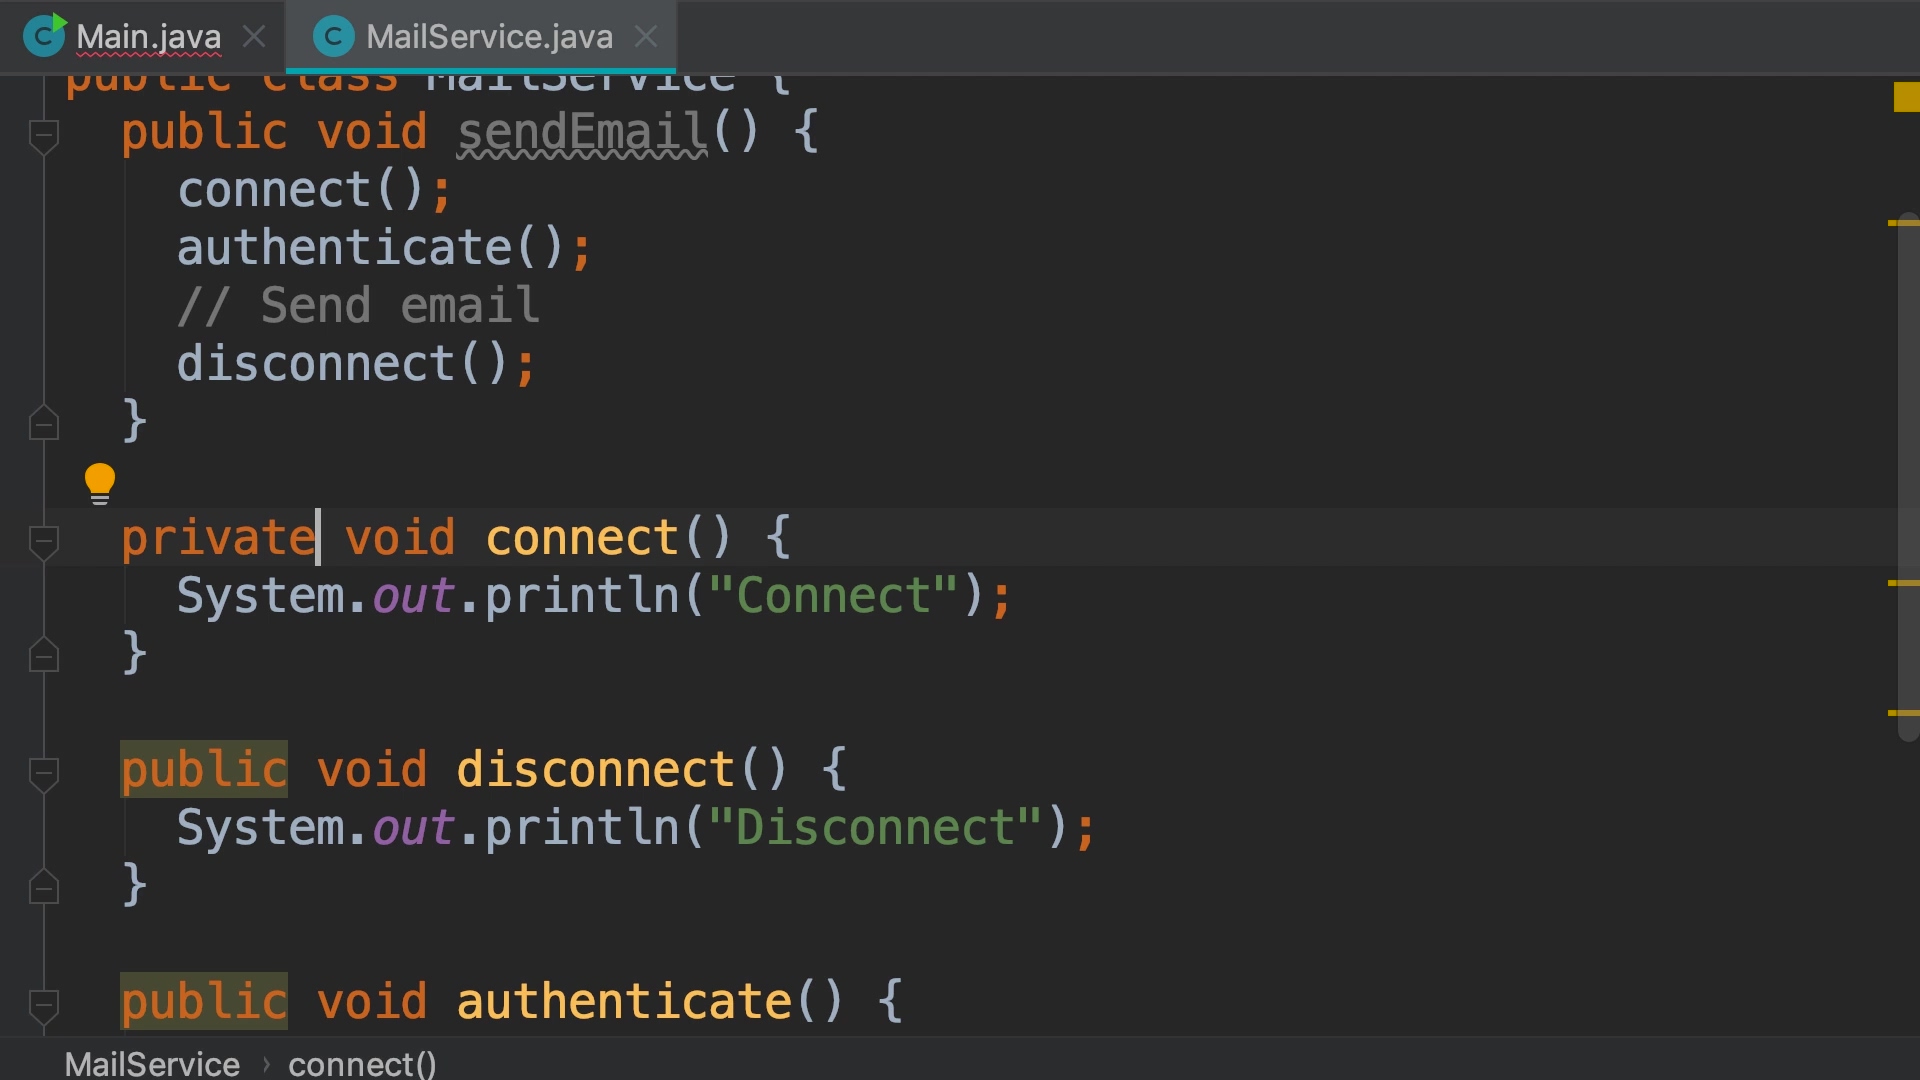 Main.java
MailService.java
public class MailService {
public void sendEmail() {
connect();
authenticate();
// Send email
disconnect();
}
private void connect() {
System.out.println("Connect");
}
public void disconnect() {
System.out.println("Disconnect");
}
public void authenticate() {
MailService › connect()